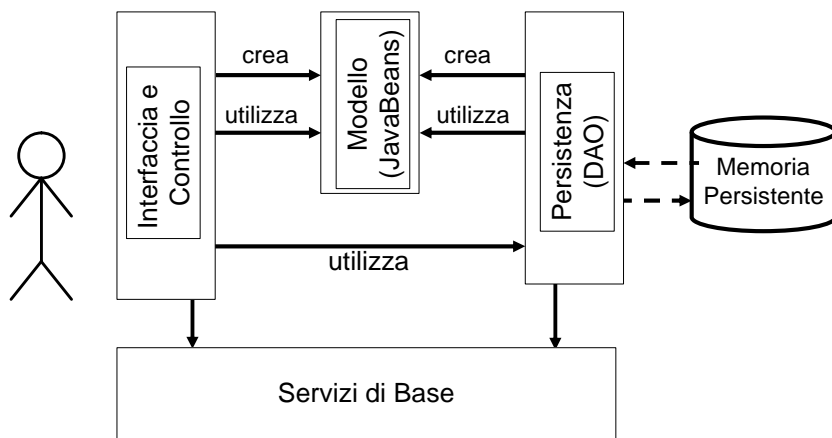 crea
crea
utilizza
utilizza
Interfaccia e
Controllo
Modello
(JavaBeans)
Persistenza
(DAO)
Memoria
Persistente
utilizza
Servizi di Base